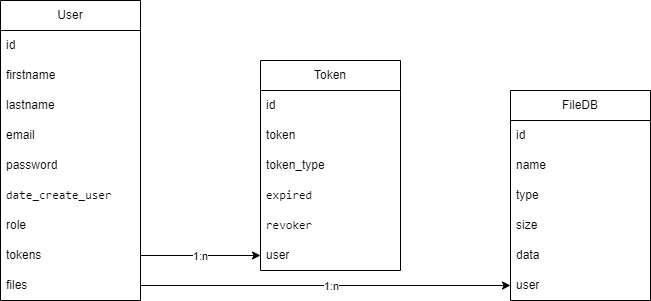 User
id
firstname
lastname
email
password
date_create_user
role
tokens
files
1:n
1:n
Token
id
token
token_type
expired
revoker
user
FileDB
id
name
type
size
data
user